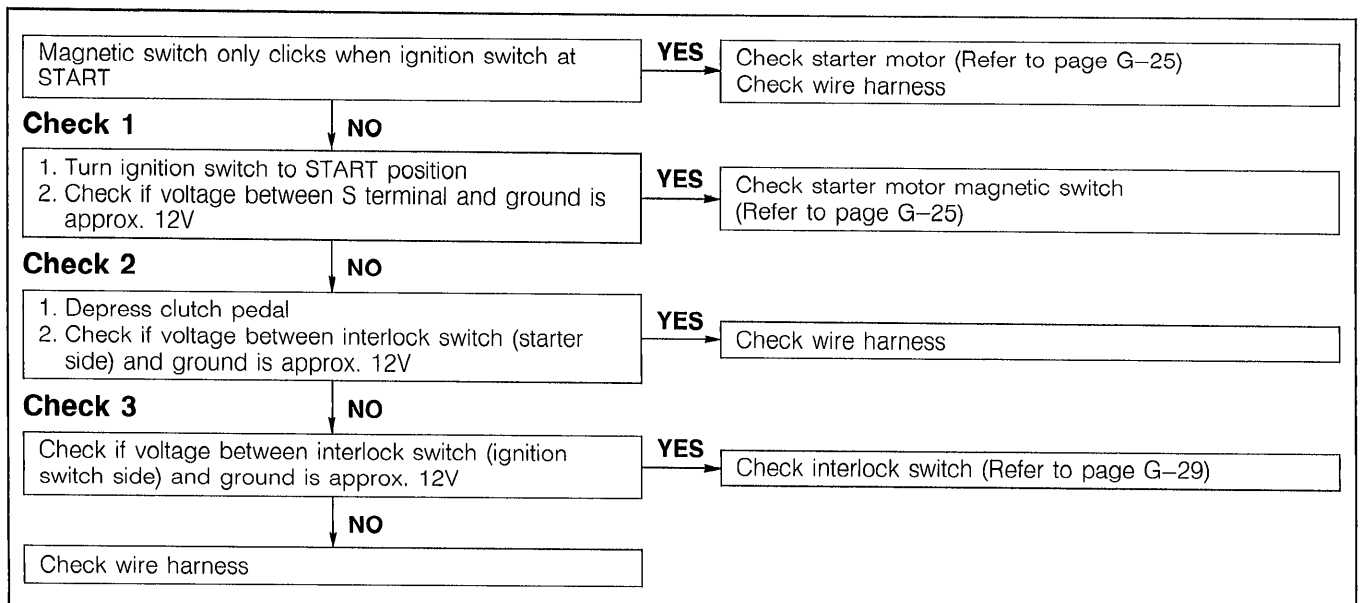 Magnetic switch only clicks when ignition switch at
START
YES
Check starter motor (Refer to page G–25)
Check wire harness
Check 1
NO
1. Turn ignition switch to START position
2. Check if voltage between S terminal and ground is
approx. 12V
YES
Check starter motor magnetic switch
(Refer to page G–25)
Check 2
NO
1. Depress clutch pedal
2. Check if voltage between interlock switch (starter
side) and ground is approx. 12V
YES
Check wire harness
Check 3
NO
Check if voltage between interlock switch (ignition
switch side) and ground is approx. 12V
YES
Check interlock switch (Refer to page G–29)
NO
Check wire harness